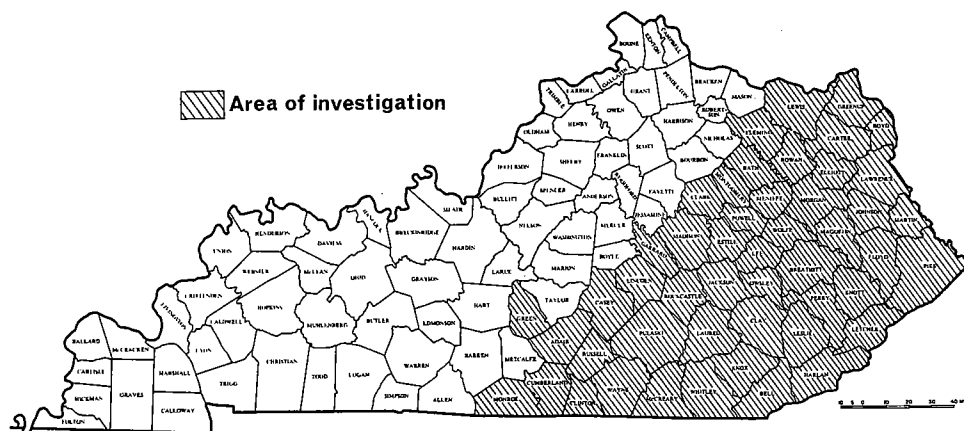 Area of investigation
BOONE
KENTON
CAMPBELL
GALLATIN
CARROLL
TRIMBLE
GRANT
PENDLETON
BRACKEN
MASON
OWEN
ROBERT-
SON
LEWIS
GREENUP
OLDHAM
HENRY
HARRISON
NICHOLAS
FLEMING
CARTER
BOYD
JEFFERSON
SHELBY
FRANKLIN
SCOTT
BOURBON
BATH
ROWAN
ELLIOTT
LAWRENCE
BULLITT
SPENCER
ANDERSON
FAYETTE
CLARK
MENIFEE
MORGAN
JOHNSON
MARTIN
MEADE
NELSON
WASHINGTON
MERCER
JESSAMINE
MADISON
POWELL
ESTILL
WOLFE
MAGOFFIN
FLOYD
PIKE
HENDERSON
DAVIESS
HANCOCK
BRECKINRIDGE
HARDIN
MARION
BOYLE
GARRARD
LEE
BREATHITT
KNOTT
UNION
WEBSTER
McLEAN
OHIO
GRAYSON
LARUE
TAYLOR
CASEY
LINCOLN
ROCKCASTLE
JACKSON
OWSLEY
PERRY
LETCHER
CRITTENDEN
LIVINGSTON
CALDWELL
HOPKINS
MUHLENBERG
BUTLER
EDMONSON
HART
GREEN
ADAIR
PULASKI
LAUREL
CLAY
LESLIE
LYON
BALLARD
McCRACKEN
MARSHALL
TRIGG
CHRISTIAN
TODD
LOGAN
WARREN
BARREN
METCALFE
RUSSELL
KNOX
HARLAN
CARLISLE
HICKMAN
GRAVES
CALLOWAY
FULTON
SIMPSON
ALLEN
MONROE
CUMBERLAND
CLINTON
WAYNE
McCREARY
WHITLEY
BELL